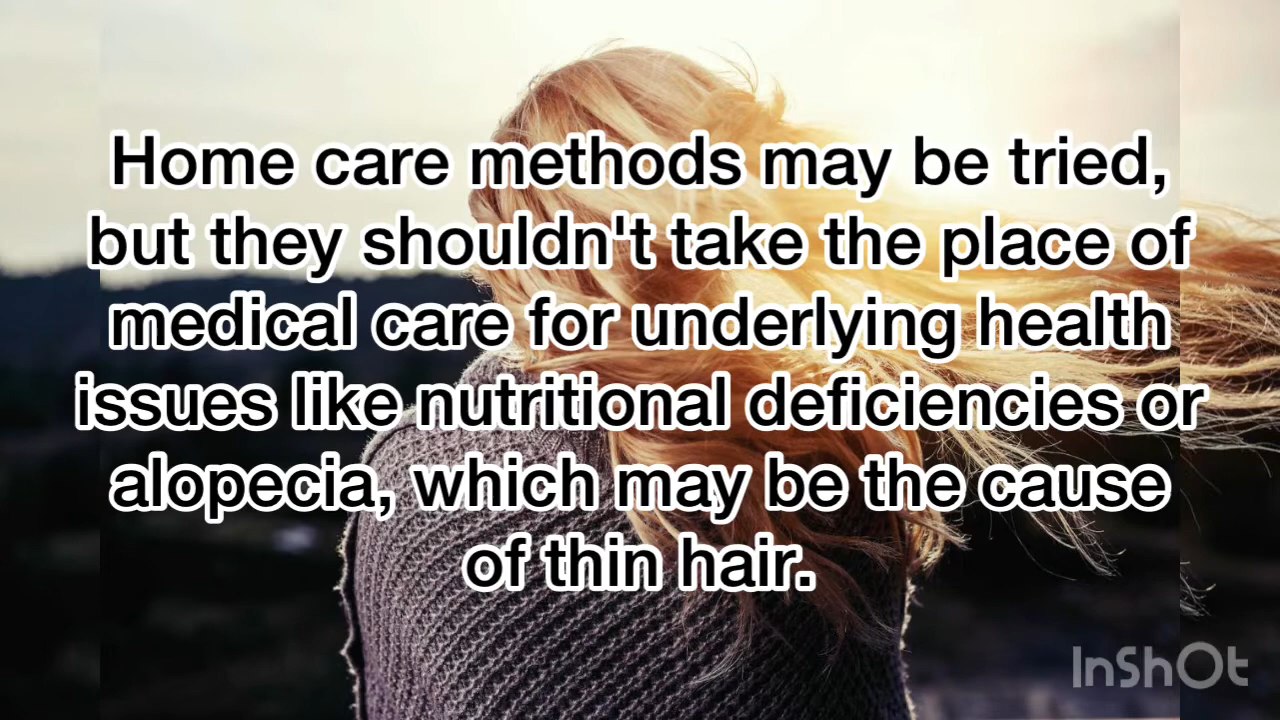 Home care methods may be tried,
but they shouldn't take the place of
medical care for underlying health
issues like nutritional deficiencies or
alopecia, which may be the cause
of thin hair.
InShOt